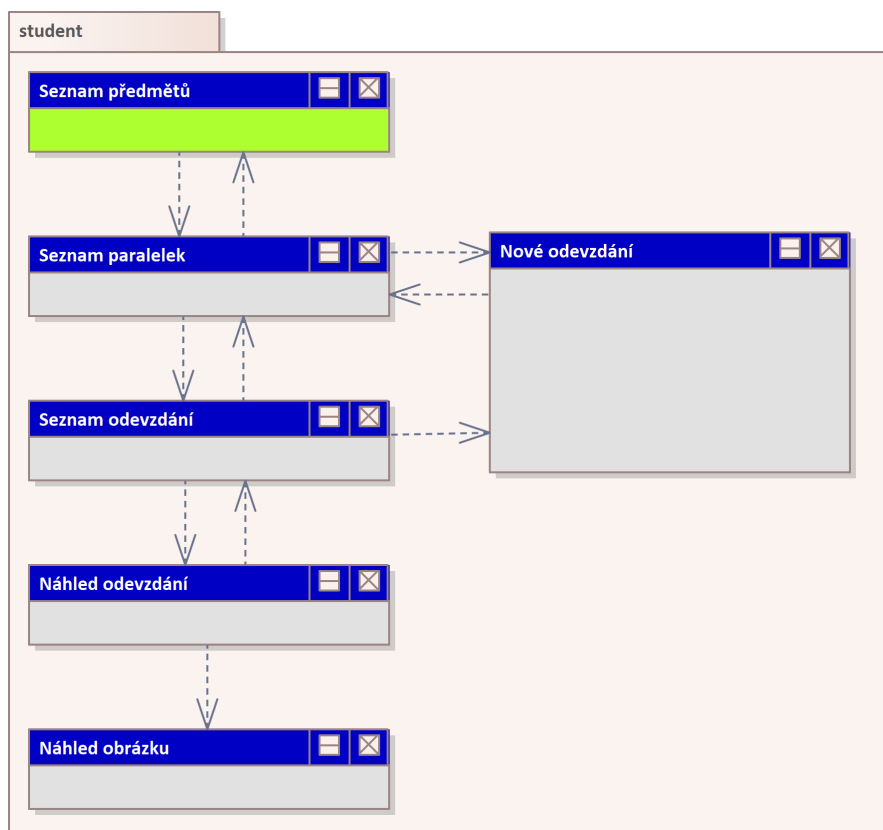 student
Seznam předmětů
Seznam paralelek
Nové odevzdání
Seznam odevzdání
Náhled odevzdání
Náhled obrázku